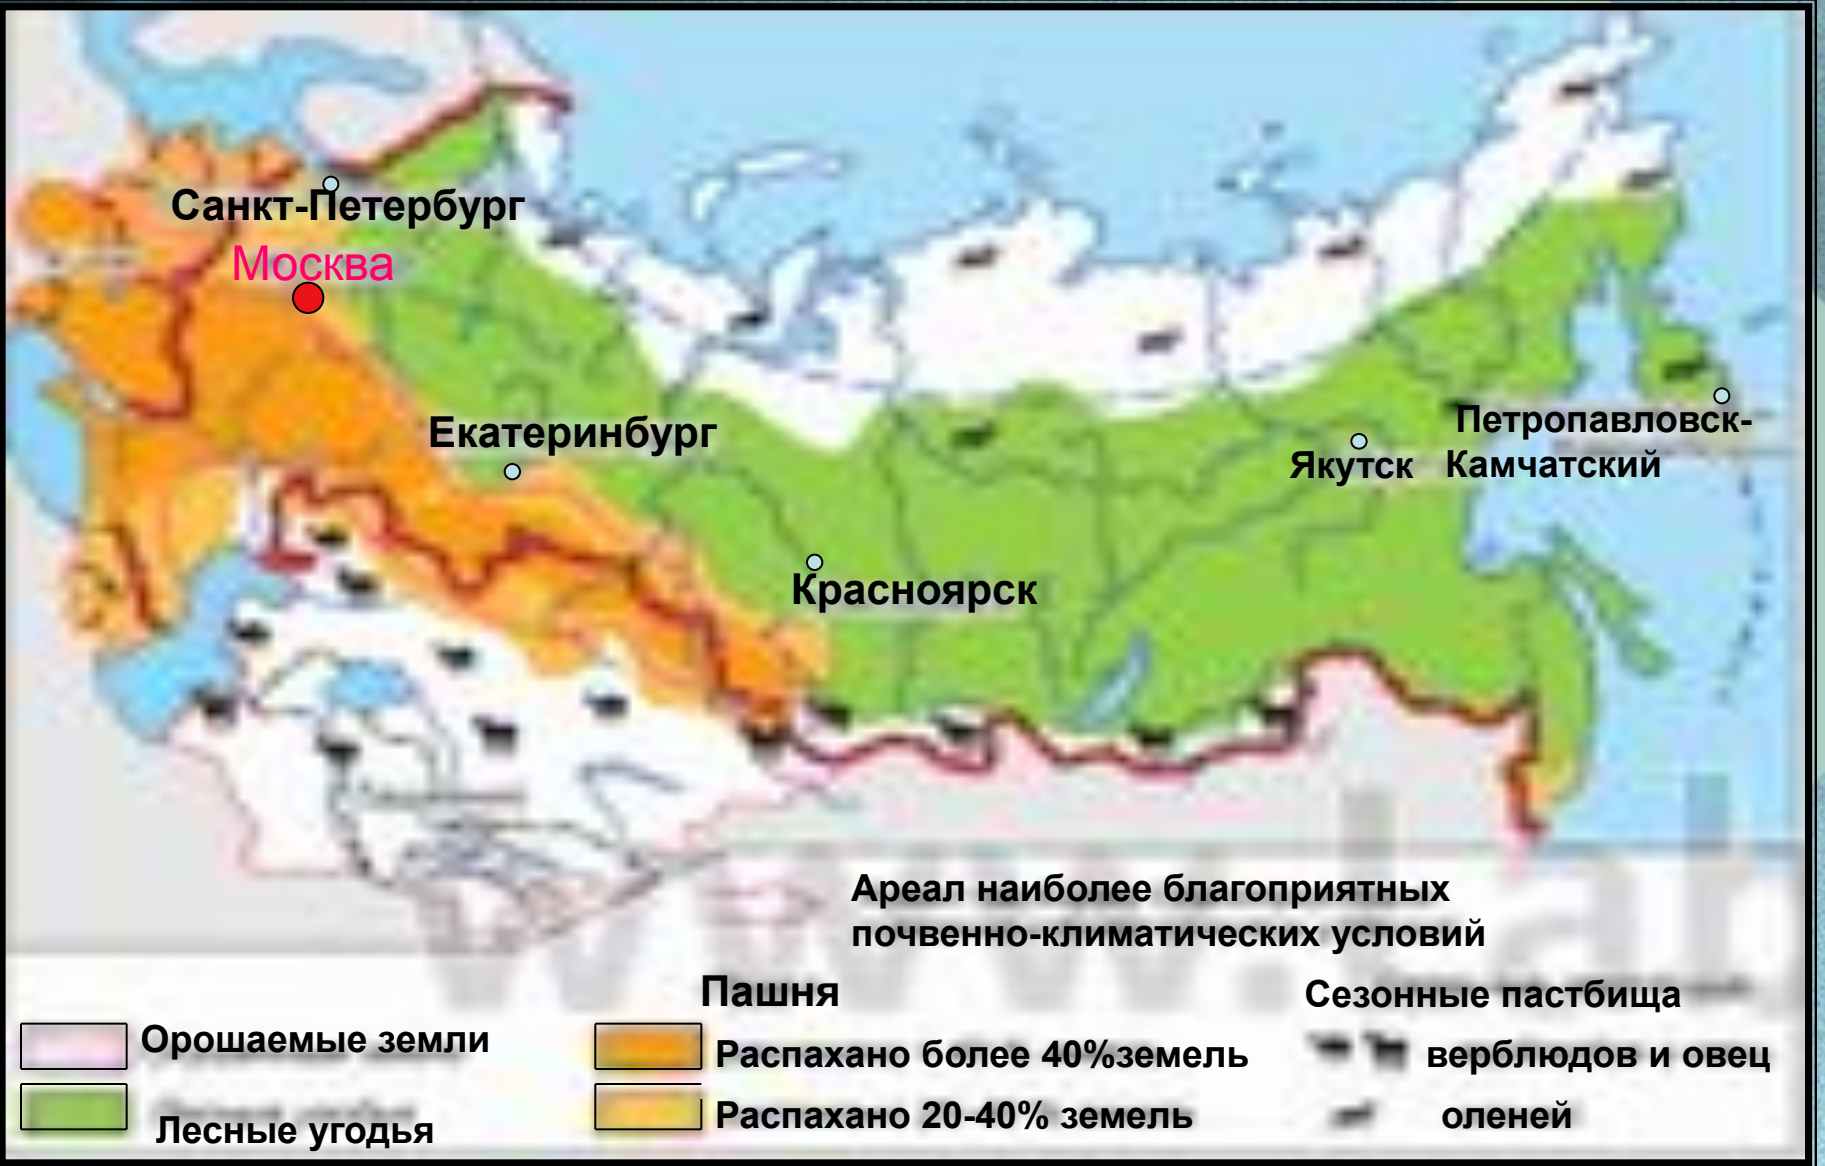 Санкт-Петербург
Москва
Екатеринбург
Петропавловск-
Якутск Камчатский
Красноярск
Ареал наиболее благоприятных
почвенно-климатических условий
Пашня
Сезонные пастбища
Орошаемые земли
Распахано более 40%земель
верблюдов и овец
Лесные угодья
Распахано 20-40% земель
оленей